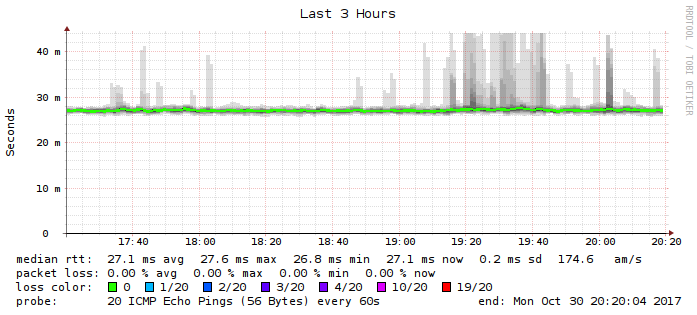 Last 3 Hours
RRDTOOL / TOBI OETIKER
Seconds
40 m
30 m
20 m
10 m
0
17:40 18:00 18:20 18:40 19:00 19:20 19:40 20:00 20:20
median rtt: 27.1 ms avg 27.6 ms max 26.8 ms min 27.1 ms now 0.2 ms sd 174.6 am/s
packet loss: 0.00 % avg 0.00 % max 0.00 % min 0.00 % now
loss color: 0 1/20 2/20 3/20 4/20 10/20 19/20
probe: 20 ICMP Echo Pings (56 Bytes) every 60s end: Mon Oct 30 20:20:04 2017